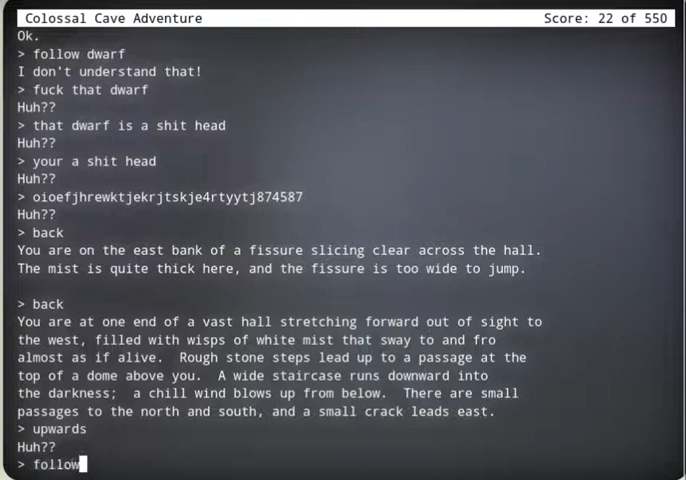 Colossal Cave Adventure Score: 22 of 550
Ok.
> follow dwarf
I don't understand that!
> fuck that dwarf
Huh??
> that dwarf is a shit head
Huh??
> your a shit head
Huh??
> oioefjhrewktjekrjtskje4rtyytj874587
Huh??
> back
You are on the east bank of a fissure slicing clear across the hall.
The mist is quite thick here, and the fissure is too wide to jump.
> back
You are at one end of a vast hall stretching forward out of sight to
the west, filled with wisps of white mist that sway to and fro
almost as if alive.  Rough stone steps lead up to a passage at the
top of a dome above you.  A wide staircase runs downward into
the darkness;  a chill wind blows up from below.  There are small
passages to the north and south, and a small crack leads east.
> upwards
Huh??
> follow